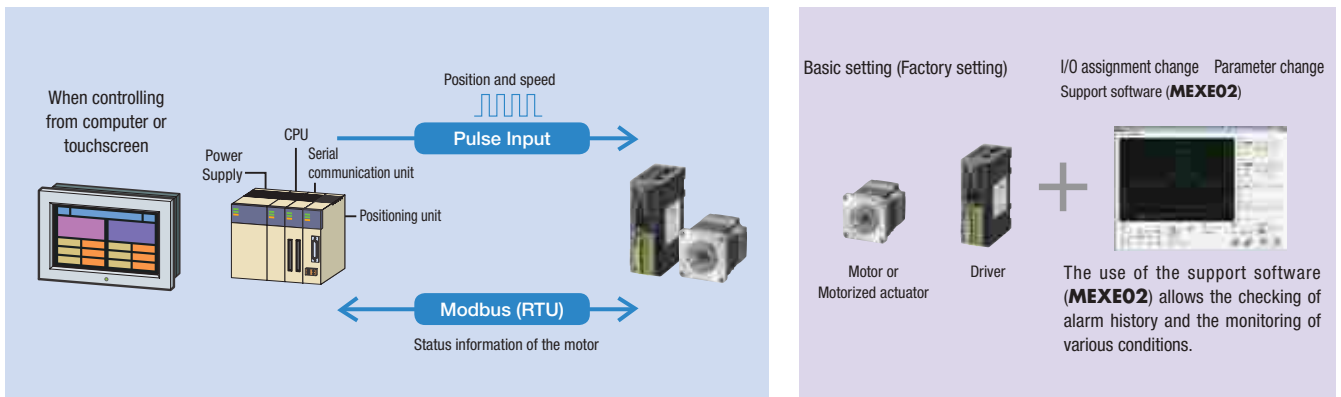 When controlling
from computer or
touchscreen
Power
Supply
CPU
Serial
communication unit
Positioning unit
Position and speed
Pulse Input
Modbus (RTU)
Status information of the motor
Basic setting (Factory setting)
I/O assignment change Parameter change
Support software (MEXE02)
Motor or
Motorized actuator
Driver
The use of the support software
(MEXE02) allows the checking of
alarm history and the monitoring of
various conditions.